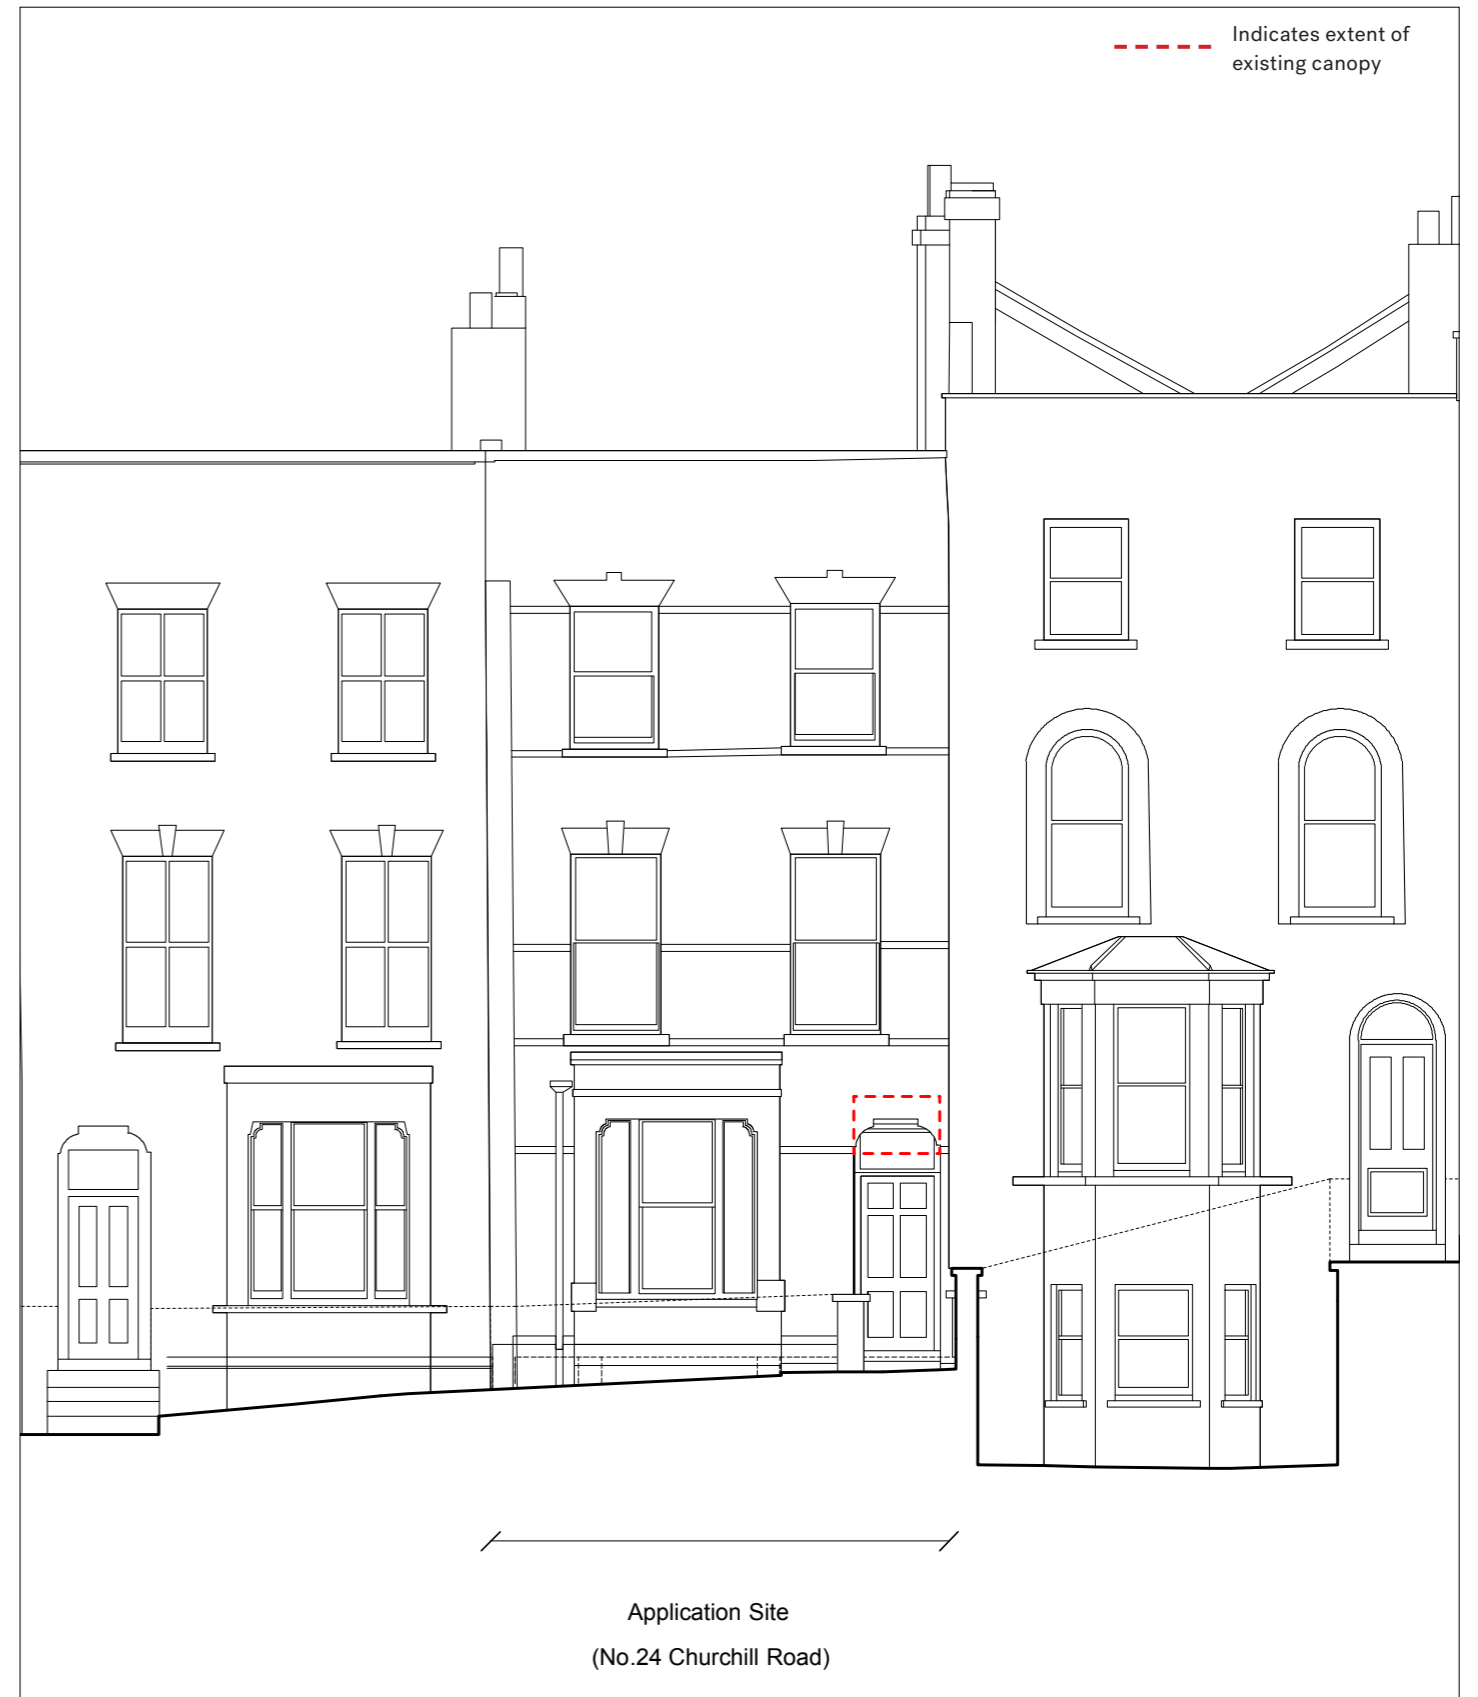 Indicates extent of
existing canopy
Application Site
(No.24 Churchill Road)